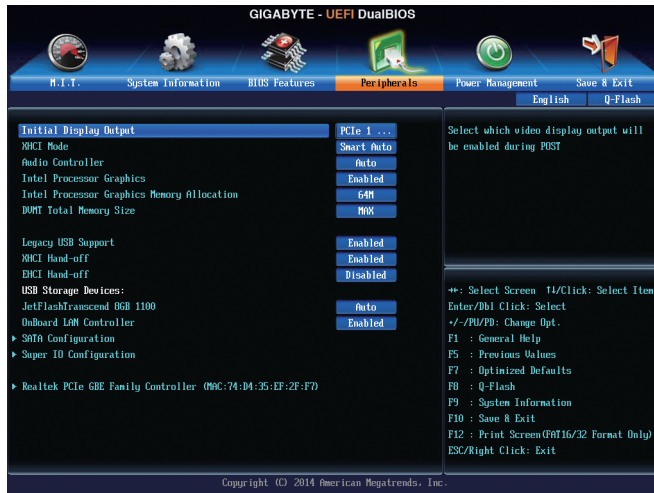 GIGABYTE - UEFI DualBIOS
M.I.T. System Information BIOS Features Peripherals Power Management Save & Exit
English Q-Flash
Initial Display Output PCIe 1 ...
XHCI Mode Smart Auto
Audio Controller Auto
Intel Processor Graphics Enabled
Intel Processor Graphics Memory Allocation 64M
DVMT Total Memory Size MAX
Legacy USB Support Enabled
XHCI Hand-off Enabled
EHCI Hand-off Disabled
USB Storage Devices:
JetFlashTranscend 8GB 1100 Auto
OnBoard LAN Controller Enabled
SATA Configuration
Super IO Configuration
Realtek PCIe GBE Family Controller (MAC:74:D4:35:EF:2F:F7)
Select which video display output will
be enabled during POST
→←: Select Screen ↑↓/Click: Select Item
Enter/Dbl Click: Select
+/-/PU/PD: Change Opt.
F1 : General Help
F5 : Previous Values
F7 : Optimized Defaults
F8 : Q-Flash
F9 : System Information
F10 : Save & Exit
F12 : Print Screen(FAT16/32 Format Only)
ESC/Right Click: Exit
Copyright (C) 2014 American Megatrends, Inc.